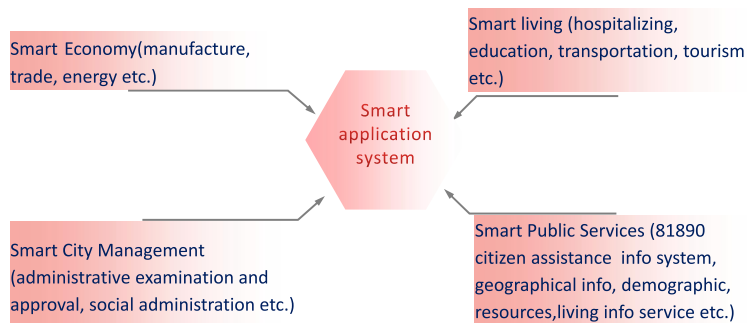 Smart Economy(manufacture,
trade, energy etc.)
Smart living (hospitalizing,
education, transportation, tourism
etc.)
Smart
application
system
Smart City Management
(administrative examination and
approval, social administration etc.)
Smart Public Services (81890
citizen assistance info system,
geographical info, demographic,
resources,living info service etc.)